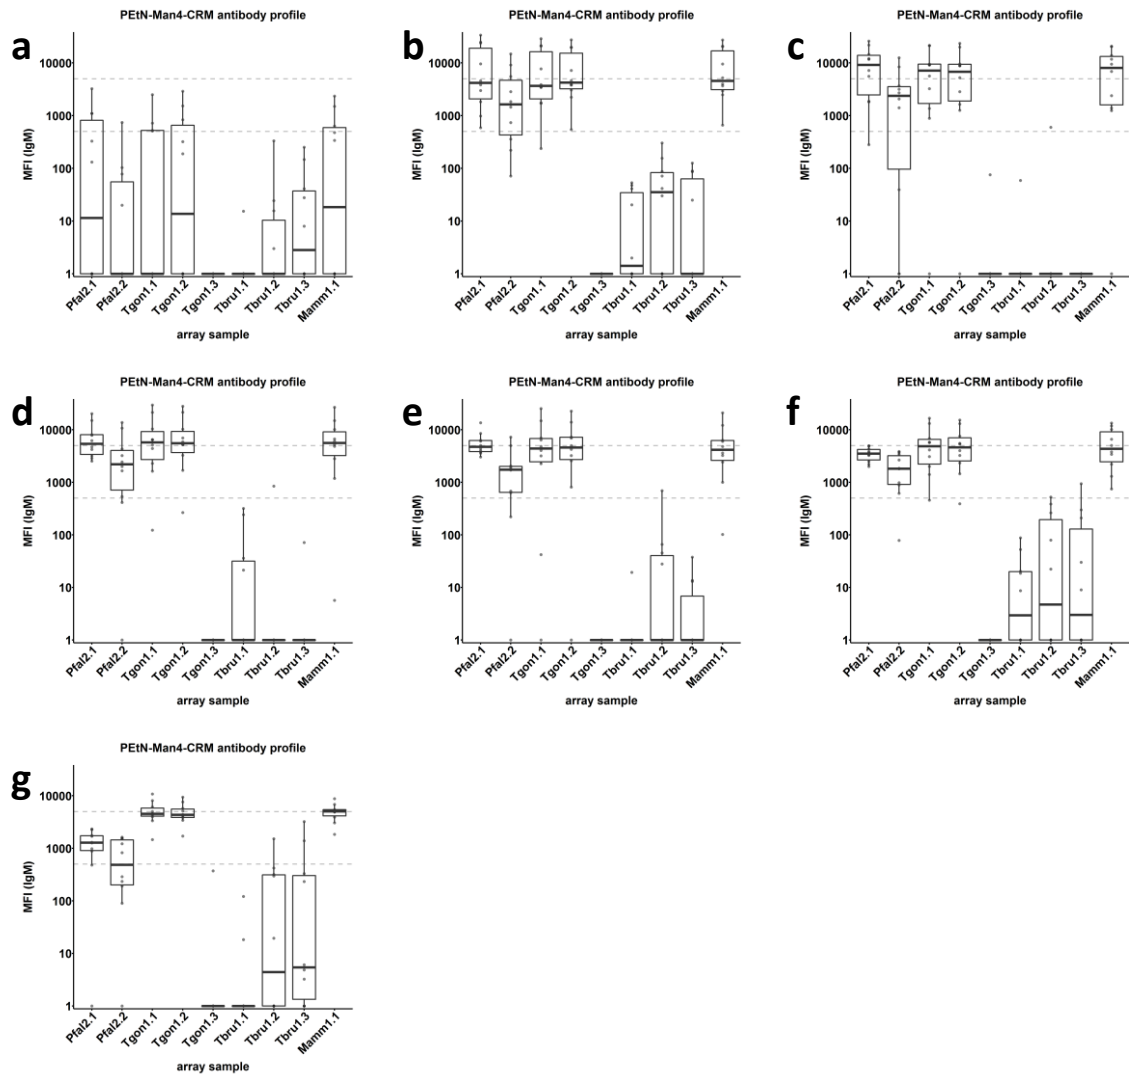 PEtN-Man4-CRM antibody profile
a
MFI (IgM)
10000
1000
100
10
1
Pfal2.1
Pfal2.2
Tgon1.1
Tgon1.2
Tgon1.3
Tbru1.1
Tbru1.2
Tbru1.3
Mamm1.1
array sample
PEtN-Man4-CRM antibody profile
b
MFI (IgM)
10000
1000
100
10
1
Pfal2.1
Pfal2.2
Tgon1.1
Tgon1.2
Tgon1.3
Tbru1.1
Tbru1.2
Tbru1.3
Mamm1.1
array sample
PEtN-Man4-CRM antibody profile
c
MFI (IgM)
10000
1000
100
10
1
Pfal2.1
Pfal2.2
Tgon1.1
Tgon1.2
Tgon1.3
Tbru1.1
Tbru1.2
Tbru1.3
Mamm1.1
array sample
PEtN-Man4-CRM antibody profile
d
MFI (IgM)
10000
1000
100
10
1
Pfal2.1
Pfal2.2
Tgon1.1
Tgon1.2
Tgon1.3
Tbru1.1
Tbru1.2
Tbru1.3
Mamm1.1
array sample
PEtN-Man4-CRM antibody profile
e
MFI (IgM)
10000
1000
100
10
1
Pfal2.1
Pfal2.2
Tgon1.1
Tgon1.2
Tgon1.3
Tbru1.1
Tbru1.2
Tbru1.3
Mamm1.1
array sample
PEtN-Man4-CRM antibody profile
f
MFI (IgM)
10000
1000
100
10
1
Pfal2.1
Pfal2.2
Tgon1.1
Tgon1.2
Tgon1.3
Tbru1.1
Tbru1.2
Tbru1.3
Mamm1.1
array sample
PEtN-Man4-CRM antibody profile
g
MFI (IgM)
10000
1000
100
10
1
Pfal2.1
Pfal2.2
Tgon1.1
Tgon1.2
Tgon1.3
Tbru1.1
Tbru1.2
Tbru1.3
Mamm1.1
array sample